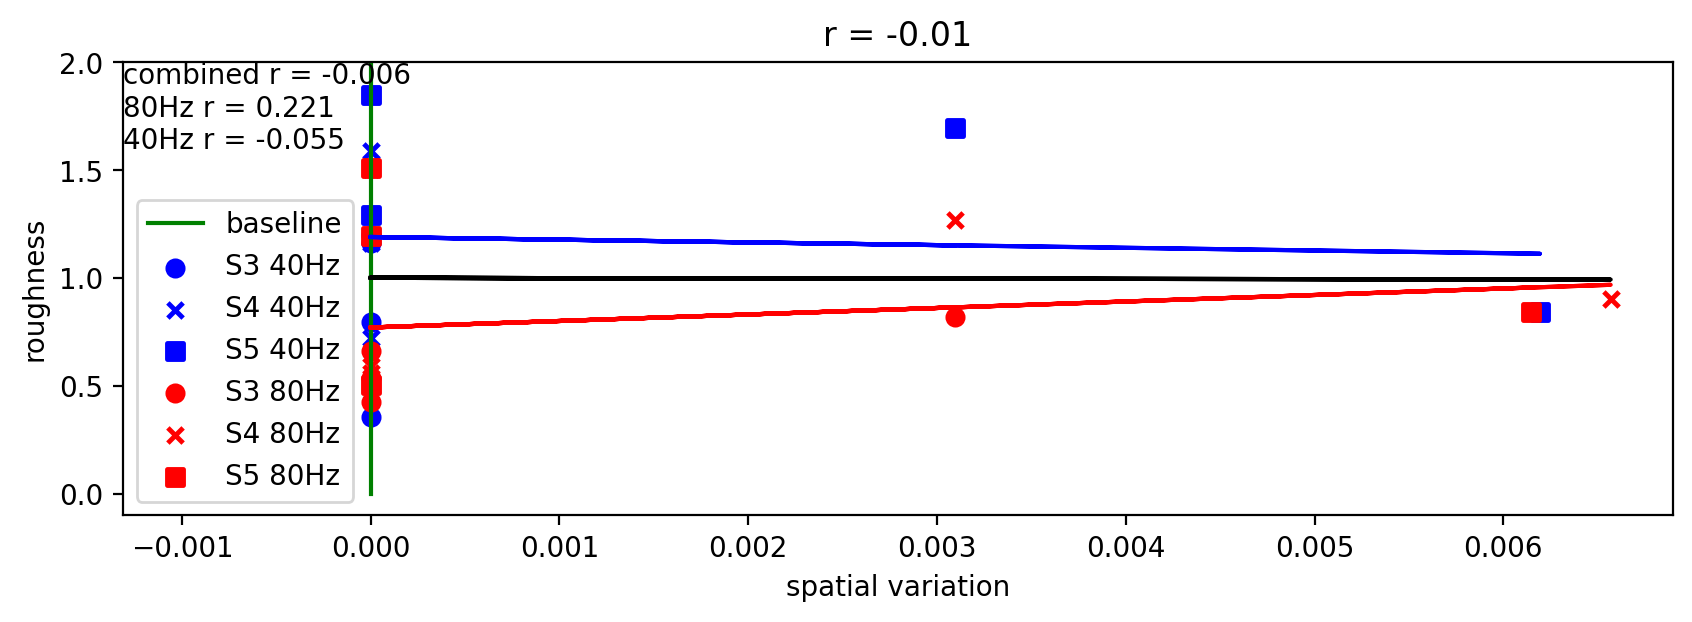 r = -0.01
combined r = -0.006
80Hz r = 0.221
40Hz r = -0.055
baseline
S3 40Hz
S4 40Hz
S5 40Hz
S3 80Hz
S4 80Hz
S5 80Hz
roughness
2.0
1.5
1.0
0.5
0.0
−0.001 0.000 0.001 0.002 0.003 0.004 0.005 0.006
spatial variation